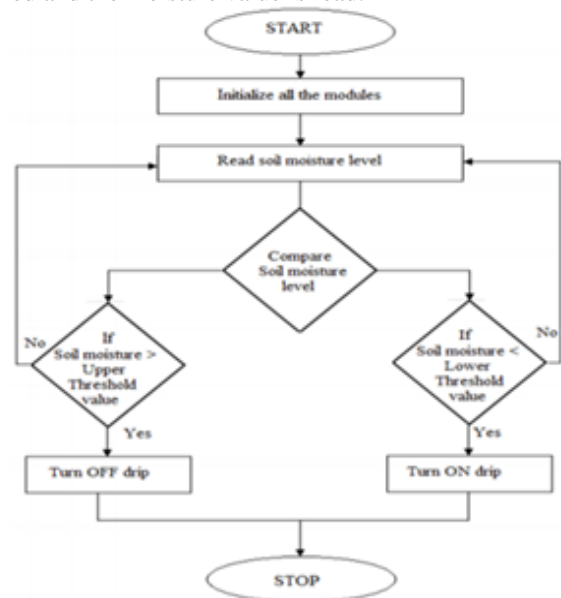 START
Initialize all the modules
Read soil moisture level
Compare
Soil moisture
level
No
If
Soil moisture >
Upper
Threshold
value
If
Soil moisture <
Lower
Threshold
value
No
Yes
Yes
Turn OFF drip
Turn ON drip
STOP